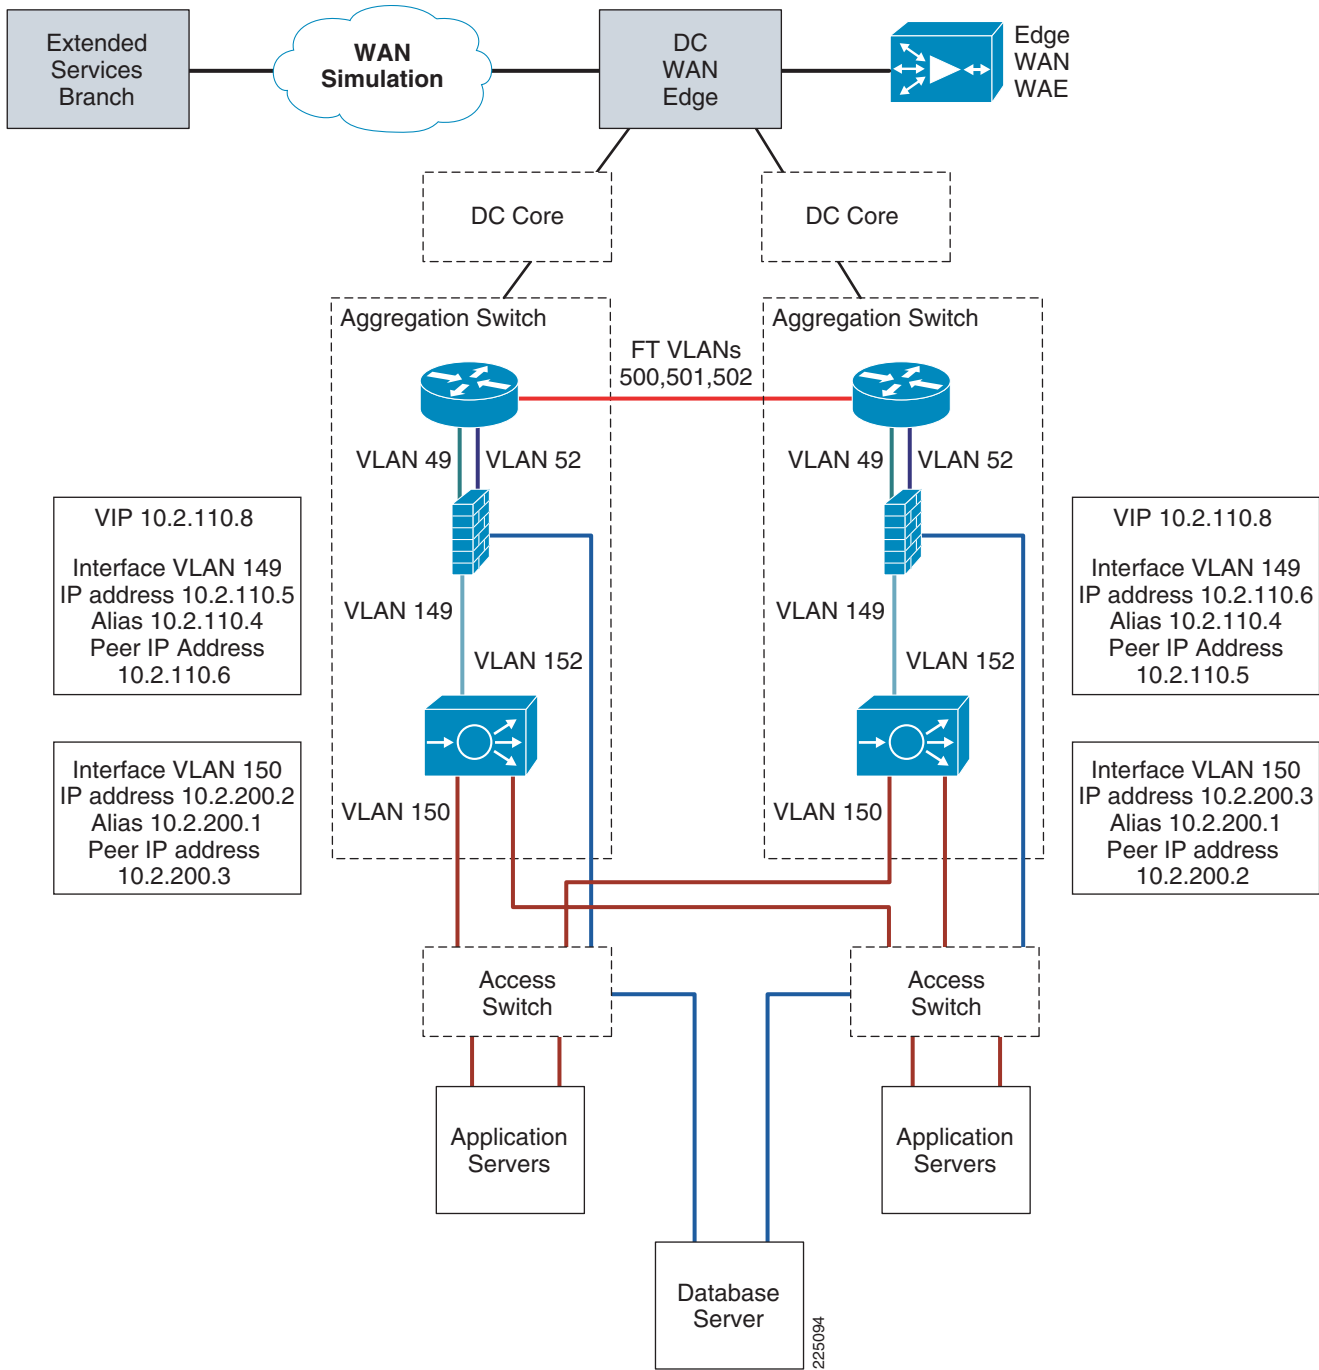 Extended
Services
Branch
WAN
Simulation
DC
WAN
Edge
Edge
WAN
WAE
DC Core
DC Core
Aggregation Switch
Aggregation Switch
FT VLANs
500,501,502
VLAN 49
VLAN 52
VLAN 49
VLAN 52
VIP 10.2.110.8
Interface VLAN 149
IP address 10.2.110.5
Alias 10.2.110.4
Peer IP Address
10.2.110.6
VLAN 149
VLAN 152
VLAN 149
VLAN 152
VIP 10.2.110.8
Interface VLAN 149
IP address 10.2.110.6
Alias 10.2.110.4
Peer IP Address
10.2.110.5
Interface VLAN 150
IP address 10.2.200.2
Alias 10.2.200.1
Peer IP address
10.2.200.3
VLAN 150
VLAN 150
Interface VLAN 150
IP address 10.2.200.3
Alias 10.2.200.1
Peer IP address
10.2.200.2
Access
Switch
Access
Switch
Application
Servers
Application
Servers
Database
Server
225094